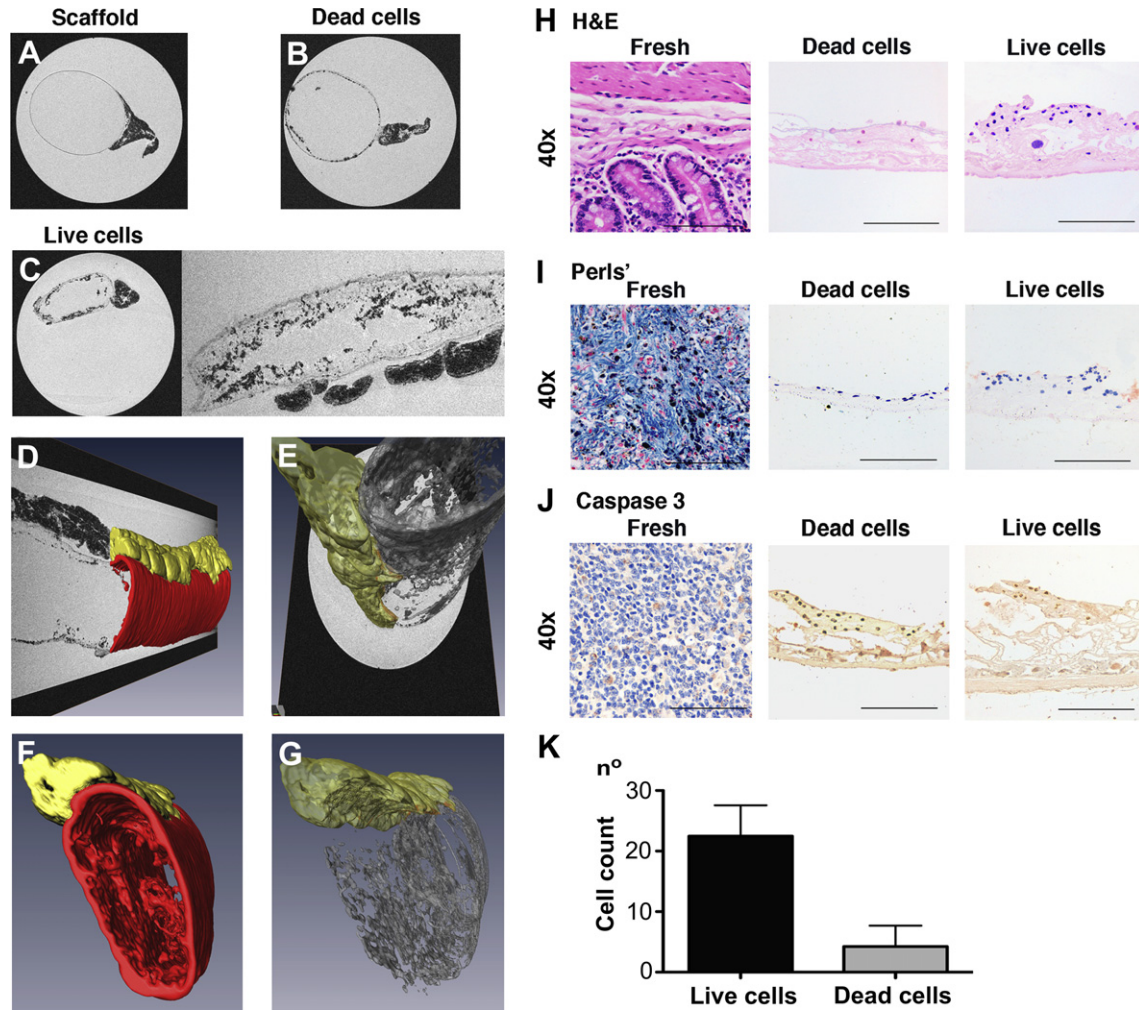 Scaffold
A
Dead cells
B
Live cells
C
D
E
F
G
H H&E
Fresh
Dead cells
Live cells
40x
I Perls’
Fresh
Dead cells
Live cells
40x
J Caspase 3
Fresh
Dead cells
Live cells
40x
K
nº
30
20
10
0
Cell count
Live cells
Dead cells